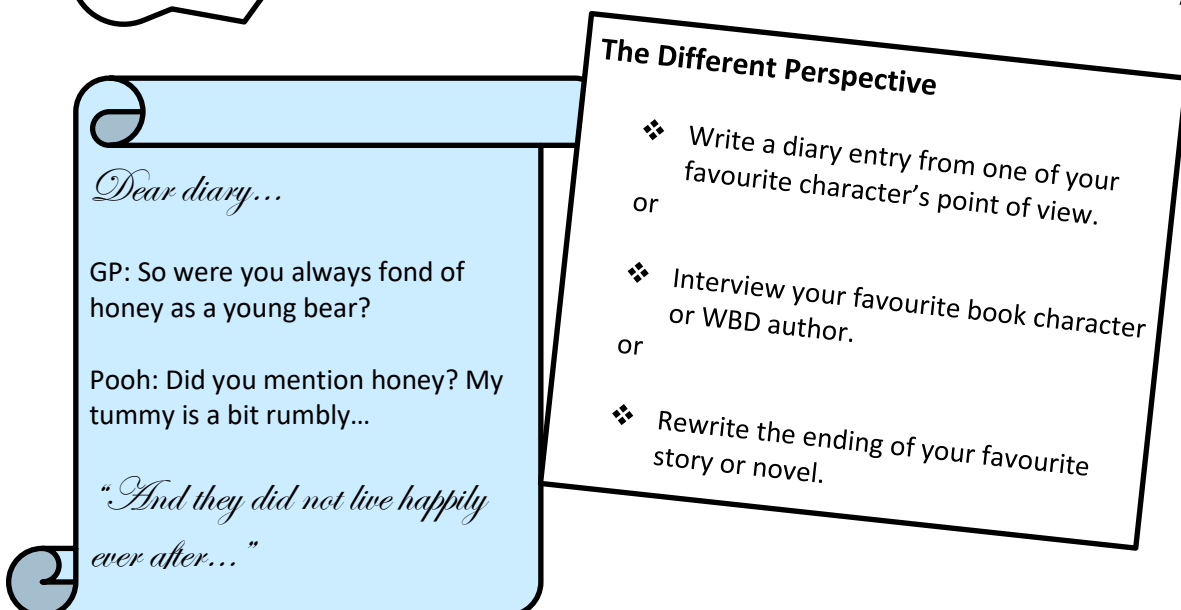 Dear diary...
GP: So were you always fond of
honey as a young bear?
Pooh: Did you mention honey? My
tummy is a bit rumbly…
“And they did not live happily
ever after...”
The Different Perspective
❖ Write a diary entry from one of your
favourite character’s point of view.
or
❖ Interview your favourite book character
or WBD author.
or
❖ Rewrite the ending of your favourite
story or novel.